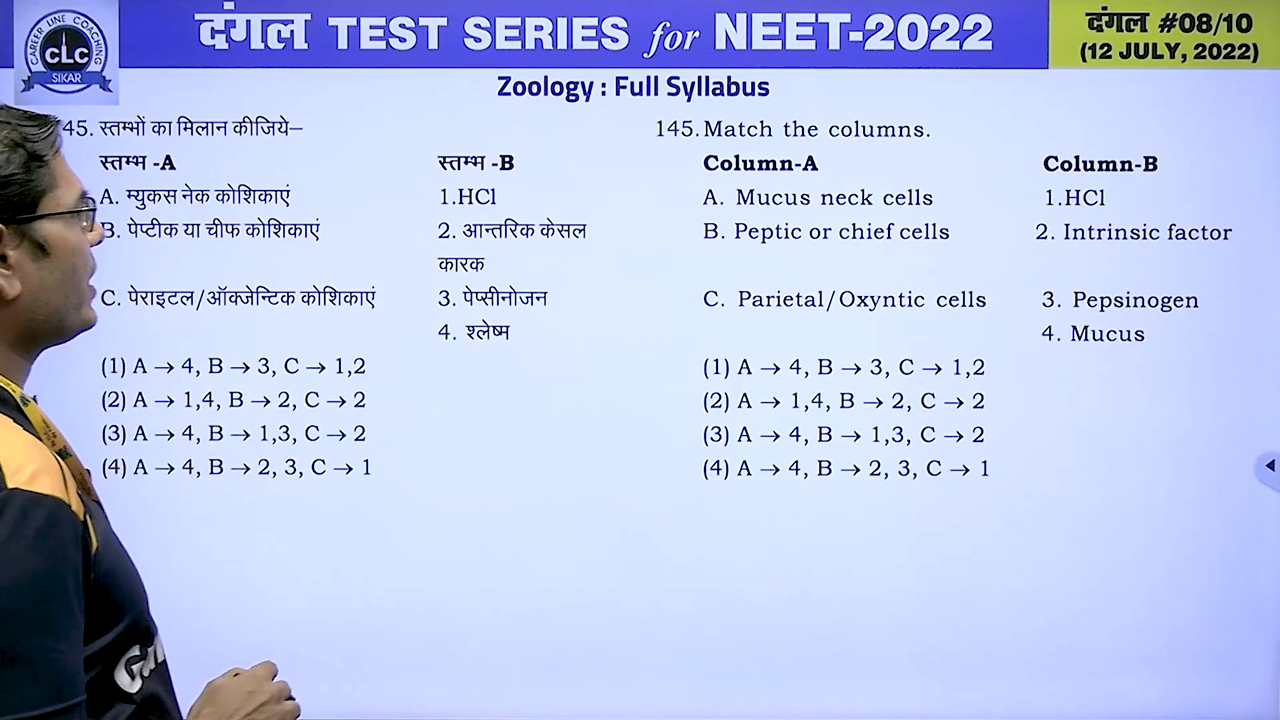 CAREER LINE COACHING
CLC
SIKAR
दंगल TEST SERIES for NEET-2022
दंगल #08/10
(12 JULY, 2022)
Zoology : Full Syllabus
45. स्तम्भों का मिलान कीजिये–
स्तम्भ -A स्तम्भ -B
A. म्युकस नेक कोशिकाएं 1.HCl
B. पेप्टीक या चीफ कोशिकाएं 2. आन्तरिक केसल
कारक
C. पेराइटल/ऑक्जेन्टिक कोशिकाएं 3. पेप्सीनोजन
4. श्लेष्म
(1) A → 4, B → 3, C → 1,2
(2) A → 1,4, B → 2, C → 2
(3) A → 4, B → 1,3, C → 2
(4) A → 4, B → 2, 3, C → 1
145. Match the columns.
Column-A Column-B
A. Mucus neck cells 1.HCl
B. Peptic or chief cells 2. Intrinsic factor
C. Parietal/Oxyntic cells 3. Pepsinogen
4. Mucus
(1) A → 4, B → 3, C → 1,2
(2) A → 1,4, B → 2, C → 2
(3) A → 4, B → 1,3, C → 2
(4) A → 4, B → 2, 3, C → 1